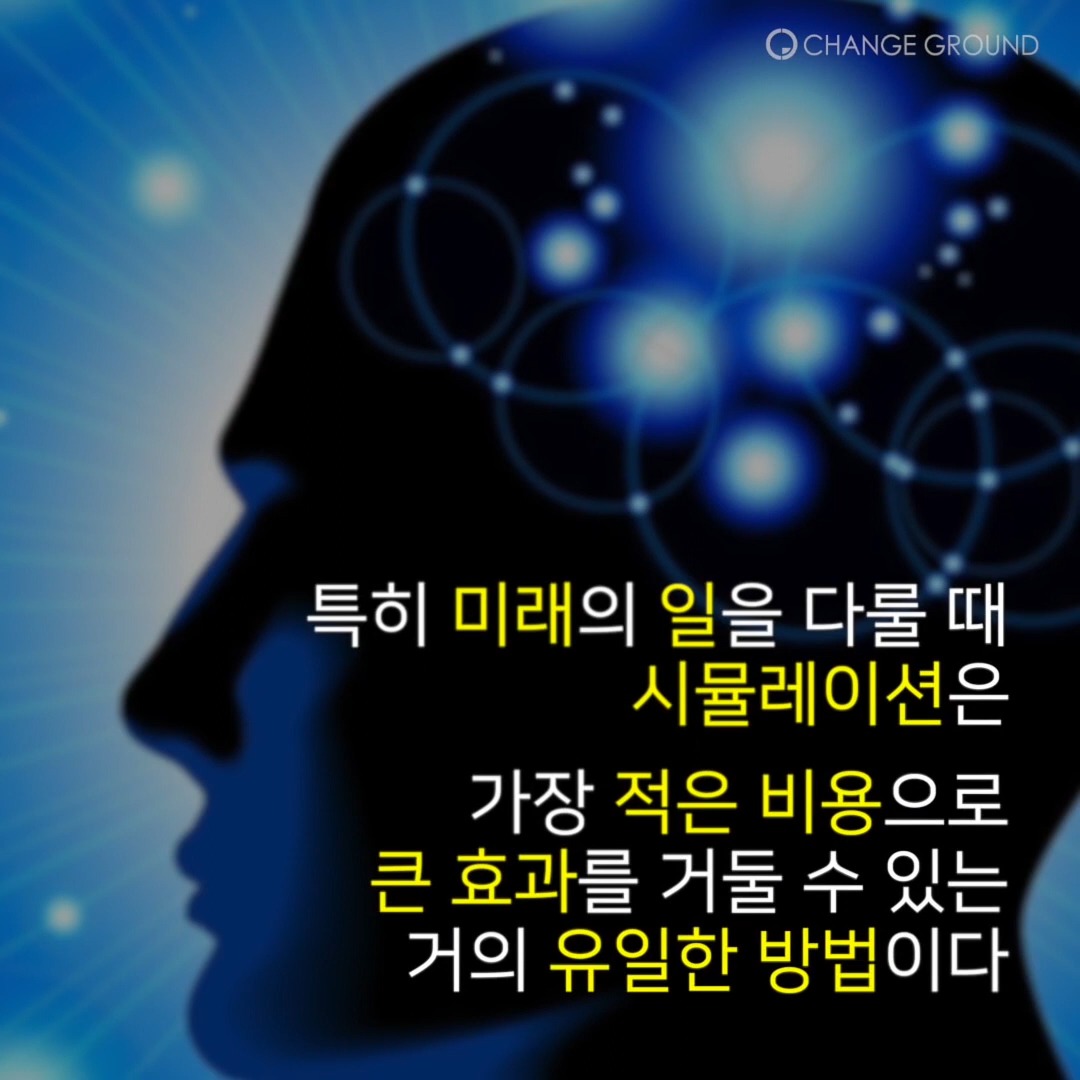 CHANGE GROUND
특히 미래의 일을 다룰 때
시뮬레이션은
가장 적은 비용으로
큰 효과를 거둘 수 있는
거의 유일한 방법이다